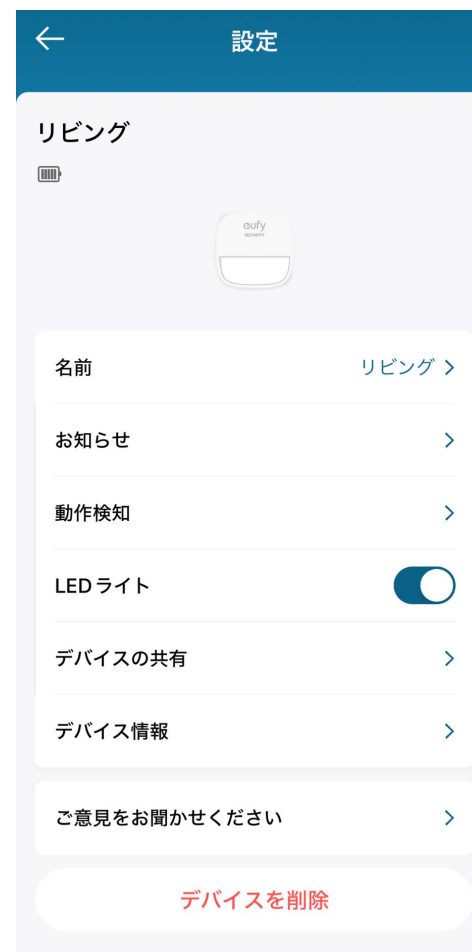 設定
リビング
eufy
SECURITY
名前 リビング
お知らせ
動作検知
LEDライト
デバイスの共有
デバイス情報
ご意見をお聞かせください
デバイスを削除